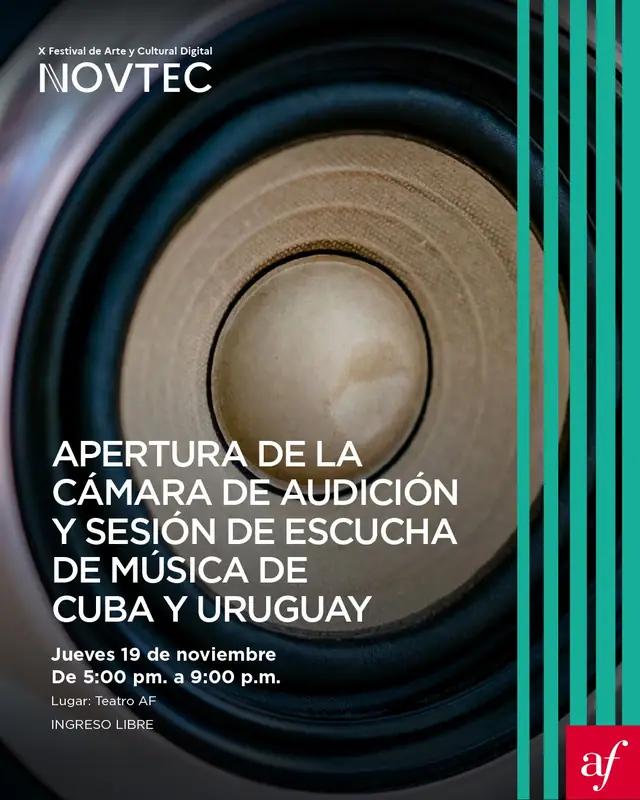 X Festival de Arte y Cultural Digital
NOVTEC
APERTURA DE LA
CÁMARA DE AUDICIÓN
Y SESIÓN DE ESCUCHA
DE MÚSICA DE
CUBA Y URUGUAY
Jueves 19 de noviembre
De 5:00 pm. a 9:00 p.m.
Lugar: Teatro AF
INGRESO LIBRE
af